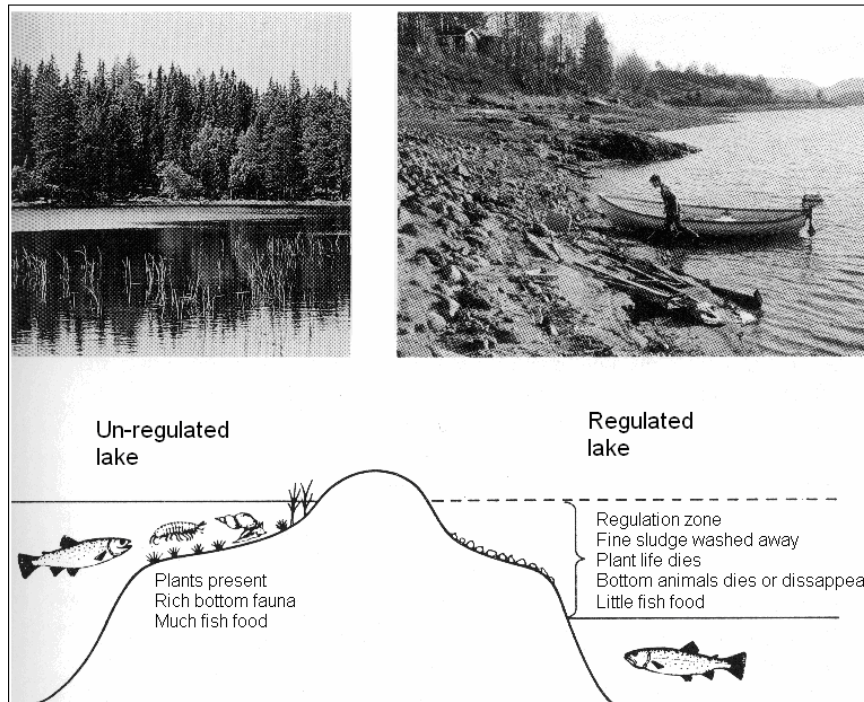 Un-regulated
lake
Plants present
Rich bottom fauna
Much fish food
Regulated
lake
Regulation zone
Fine sludge washed away
Plant life dies
Bottom animals dies or dissappea
Little fish food